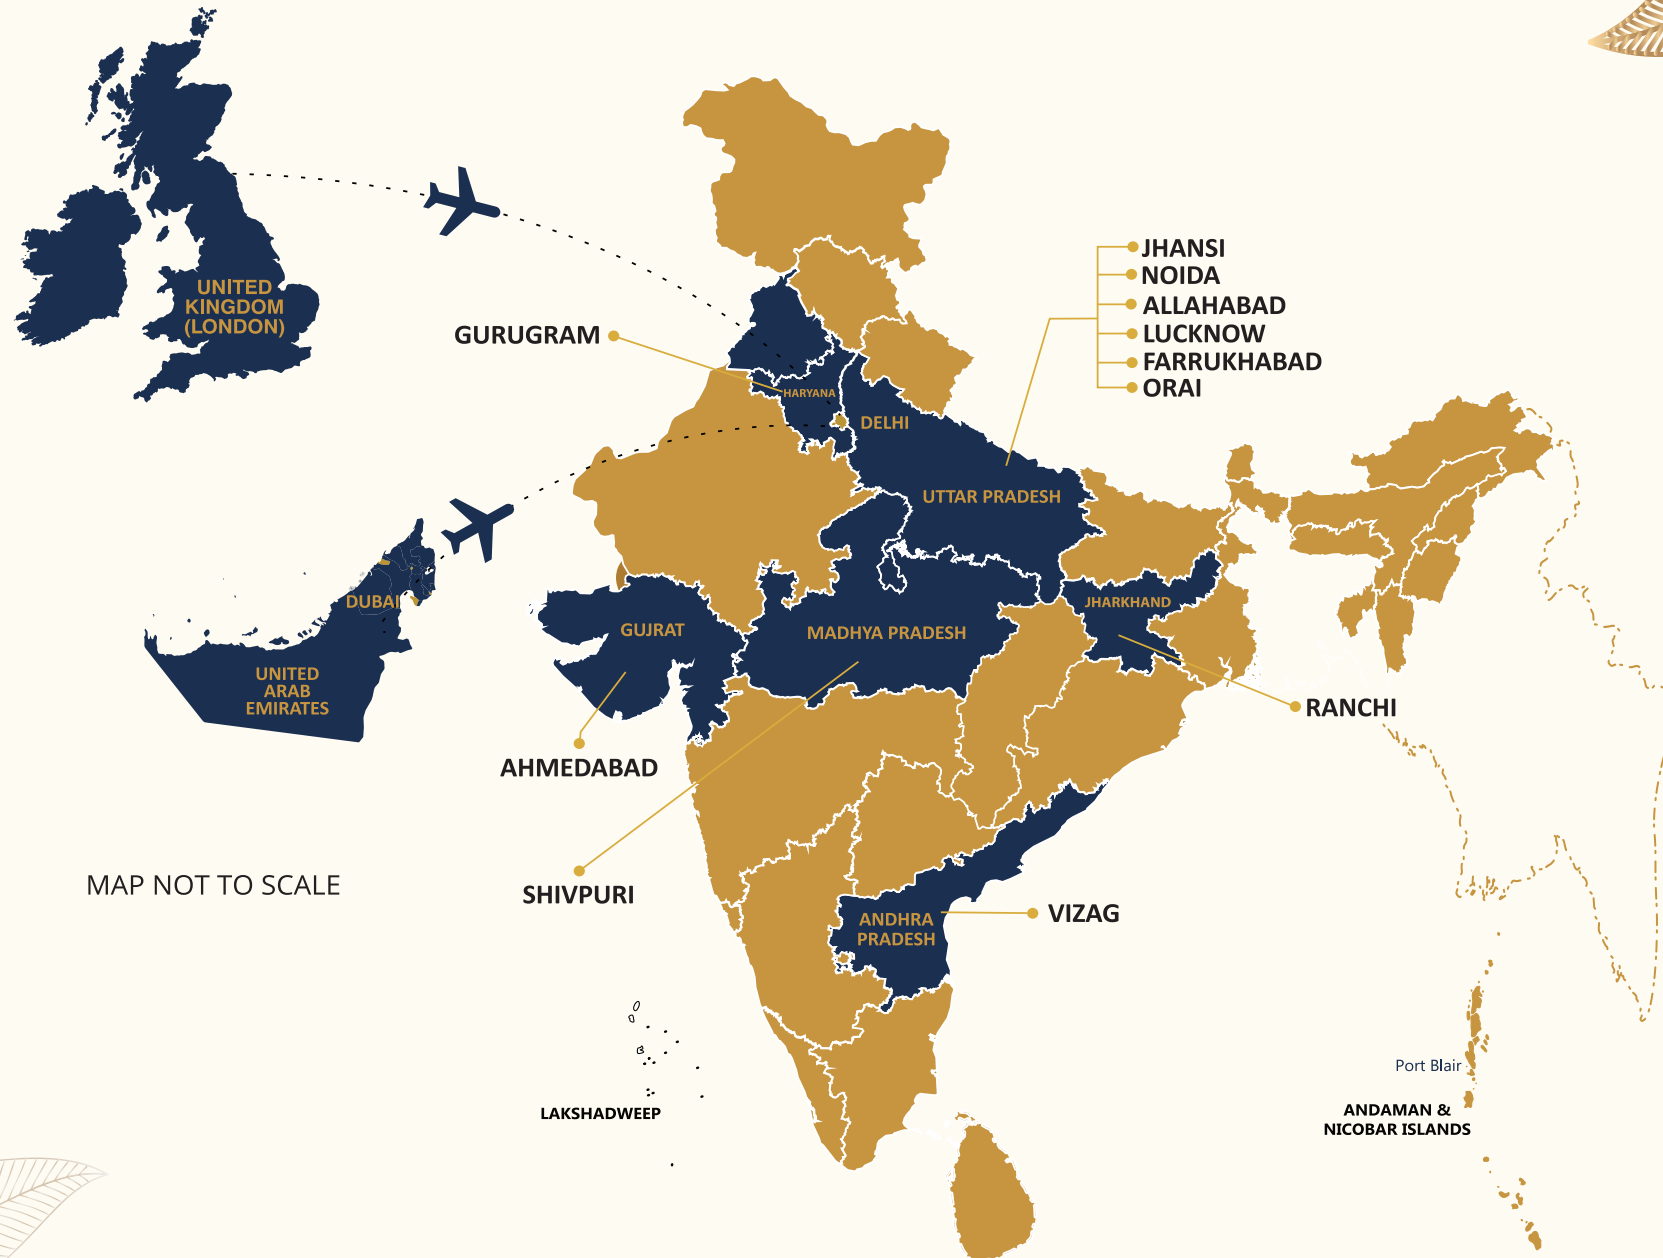 JHANSI
NOIDA
ALLAHABAD
LUCKNOW
FARRUKHABAD
ORAI
UNITED
KINGDOM
(LONDON)
GURUGRAM
HARYANA
DELHI
UTTAR PRADESH
DUBAI
UNITED
ARAB
EMIRATES
GUJRAT
MADHYA PRADESH
JHARKHAND
RANCHI
AHMEDABAD
MAP NOT TO SCALE
SHIVPURI
ANDHRA
PRADESH
VIZAG
LAKSHADWEEP
Port Blair
ANDAMAN &
NICOBAR ISLANDS